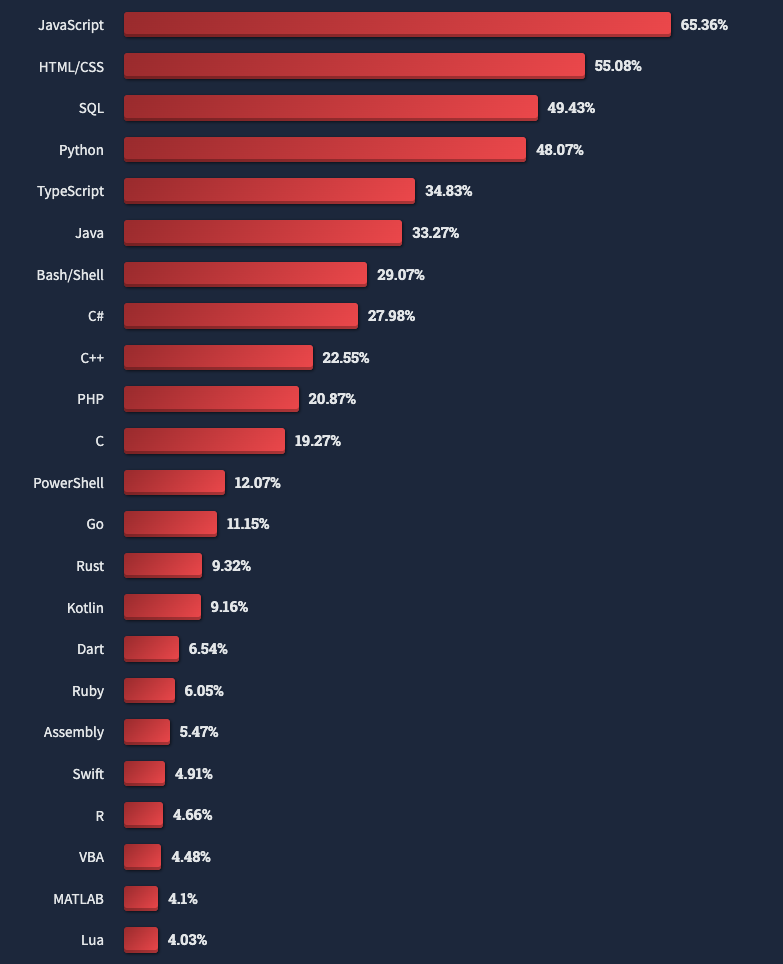 JavaScript 65.36%
HTML/CSS 55.08%
SQL 49.43%
Python 48.07%
TypeScript 34.83%
Java 33.27%
Bash/Shell 29.07%
C# 27.98%
C++ 22.55%
PHP 20.87%
C 19.27%
PowerShell 12.07%
Go 11.15%
Rust 9.32%
Kotlin 9.16%
Dart 6.54%
Ruby 6.05%
Assembly 5.47%
Swift 4.91%
R 4.66%
VBA 4.48%
MATLAB 4.1%
Lua 4.03%